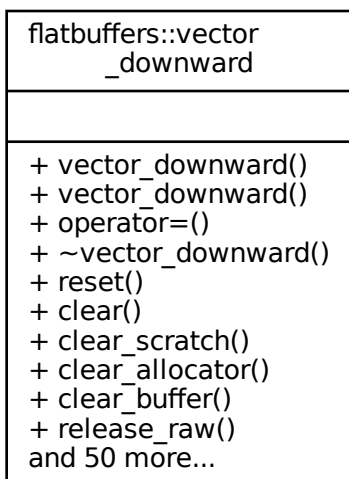 flatbuffers::vector
_downward
+ vector_downward()
+ vector_downward()
+ operator=()
+ ~vector_downward()
+ reset()
+ clear()
+ clear_scratch()
+ clear_allocator()
+ clear_buffer()
+ release_raw()
and 50 more...